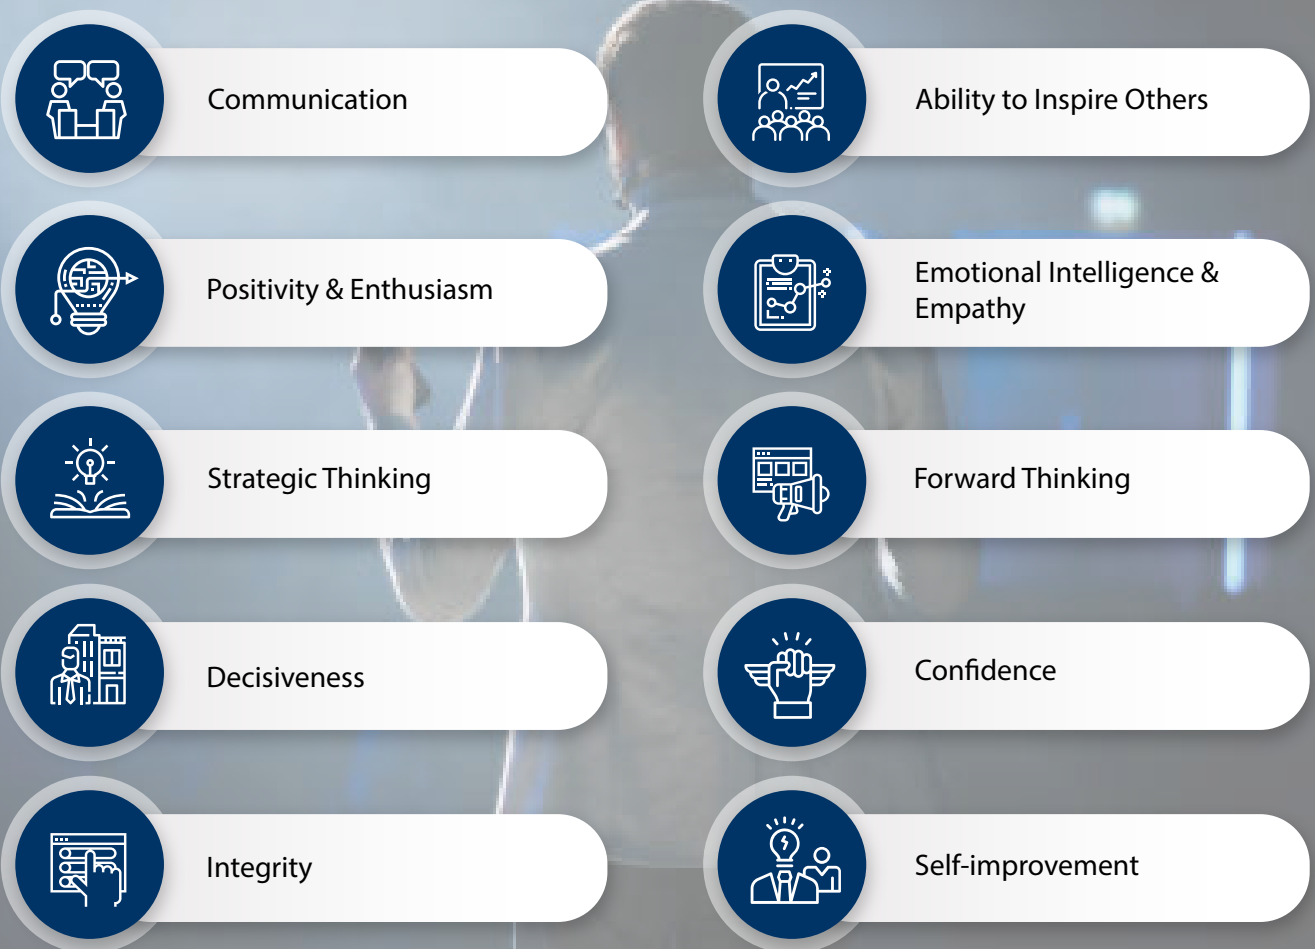 Communication
Ability to Inspire Others
Positivity & Enthusiasm
Emotional Intelligence &
Empathy
Strategic Thinking
Forward Thinking
Decisiveness
Confidence
Integrity
Self-improvement